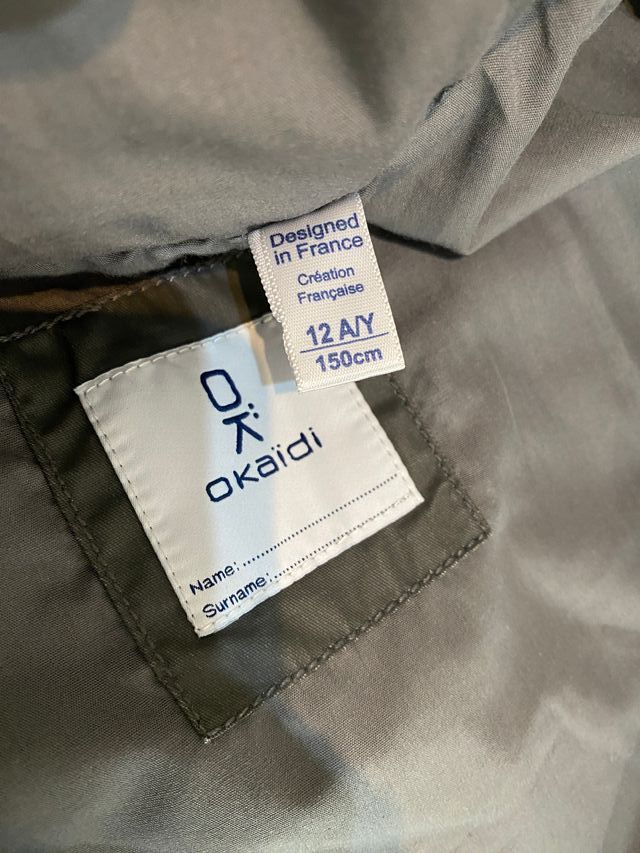 Designed
in France
Création
Française
12 A/Y
150cm
OK
OKaïdi
Name:
Surname: